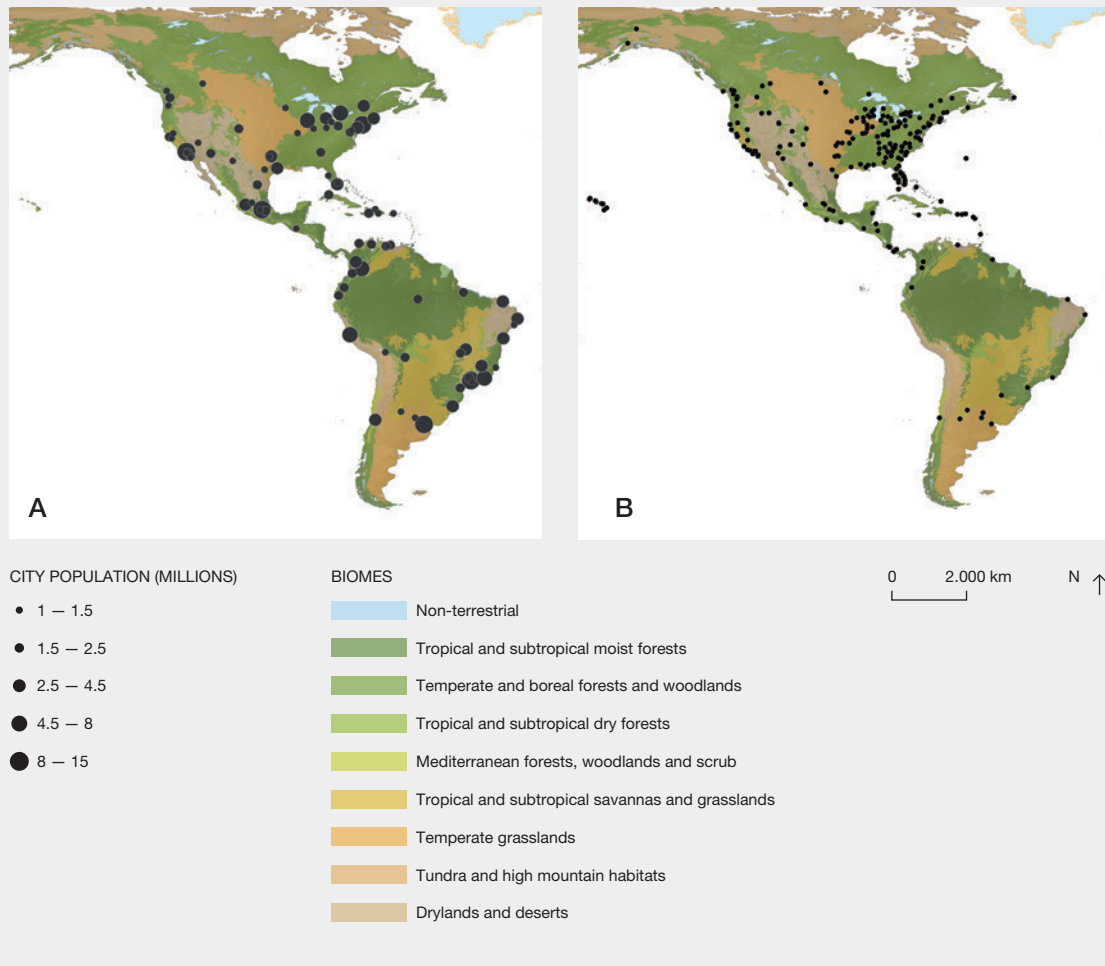 A
B
CITY POPULATION (MILLIONS)
1 — 1.5
1.5 — 2.5
2.5 — 4.5
4.5 — 8
8 — 15
BIOMES
Non-terrestrial
Tropical and subtropical moist forests
Temperate and boreal forests and woodlands
Tropical and subtropical dry forests
Mediterranean forests, woodlands and scrub
Tropical and subtropical savannas and grasslands
Temperate grasslands
Tundra and high mountain habitats
Drylands and deserts
0 2.000 km N